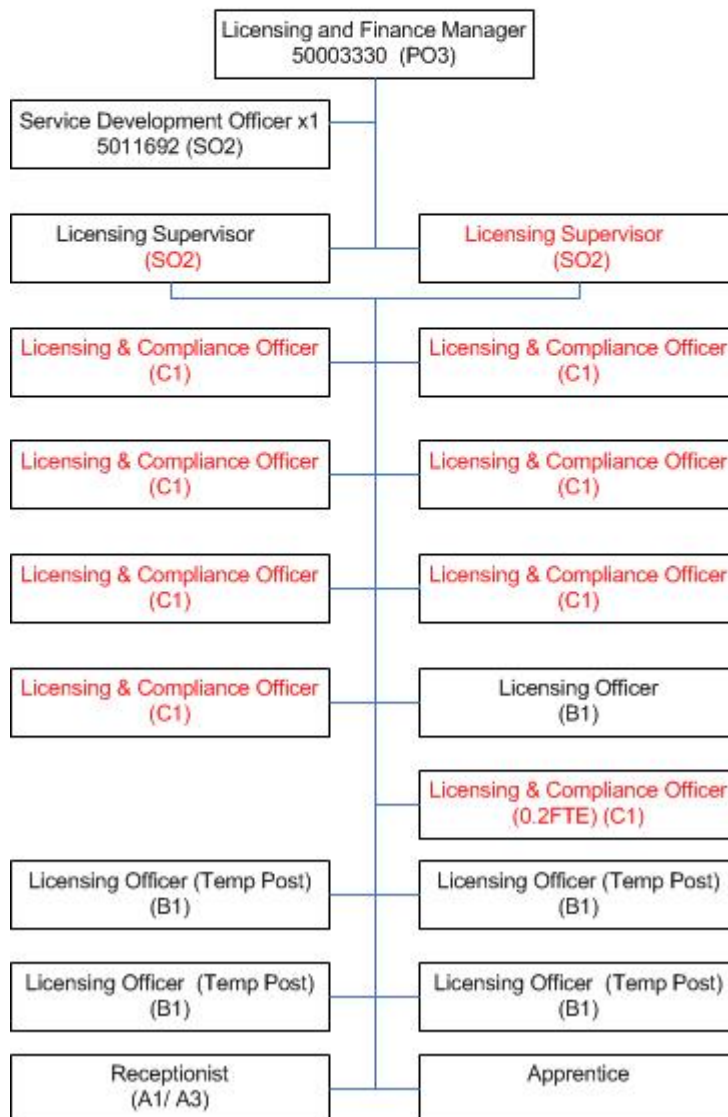 Licensing and Finance Manager
50003330 (PO3)
Service Development Officer x1
5011692 (SO2)
Licensing Supervisor
(SO2)
Licensing Supervisor
(SO2)
Licensing & Compliance Officer
(C1)
Licensing & Compliance Officer
(C1)
Licensing & Compliance Officer
(C1)
Licensing & Compliance Officer
(C1)
Licensing & Compliance Officer
(C1)
Licensing & Compliance Officer
(C1)
Licensing & Compliance Officer
(C1)
Licensing Officer
(B1)
Licensing & Compliance Officer
(0.2FTE) (C1)
Licensing Officer (Temp Post)
(B1)
Licensing Officer (Temp Post)
(B1)
Licensing Officer (Temp Post)
(B1)
Licensing Officer (Temp Post)
(B1)
Receptionist
(A1/ A3)
Apprentice